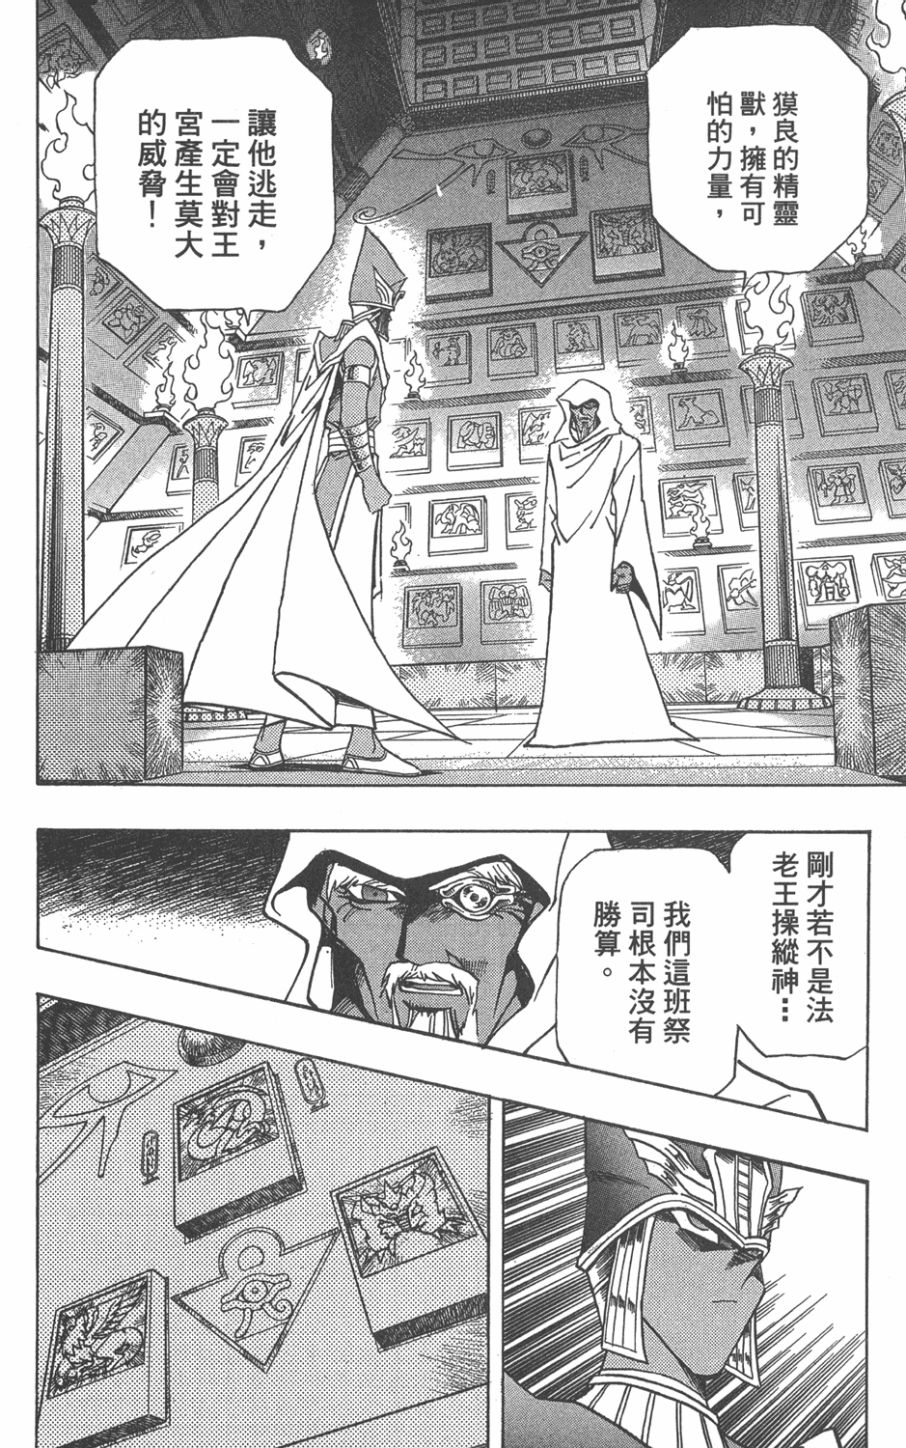 獏良的精靈
獸，擁有可
怕的力量，
讓他逃走，
一定會對王
宮產生莫大
的威脅！
剛才若不是法
老王操縱神…
我們這班祭
司根本沒有
勝算。